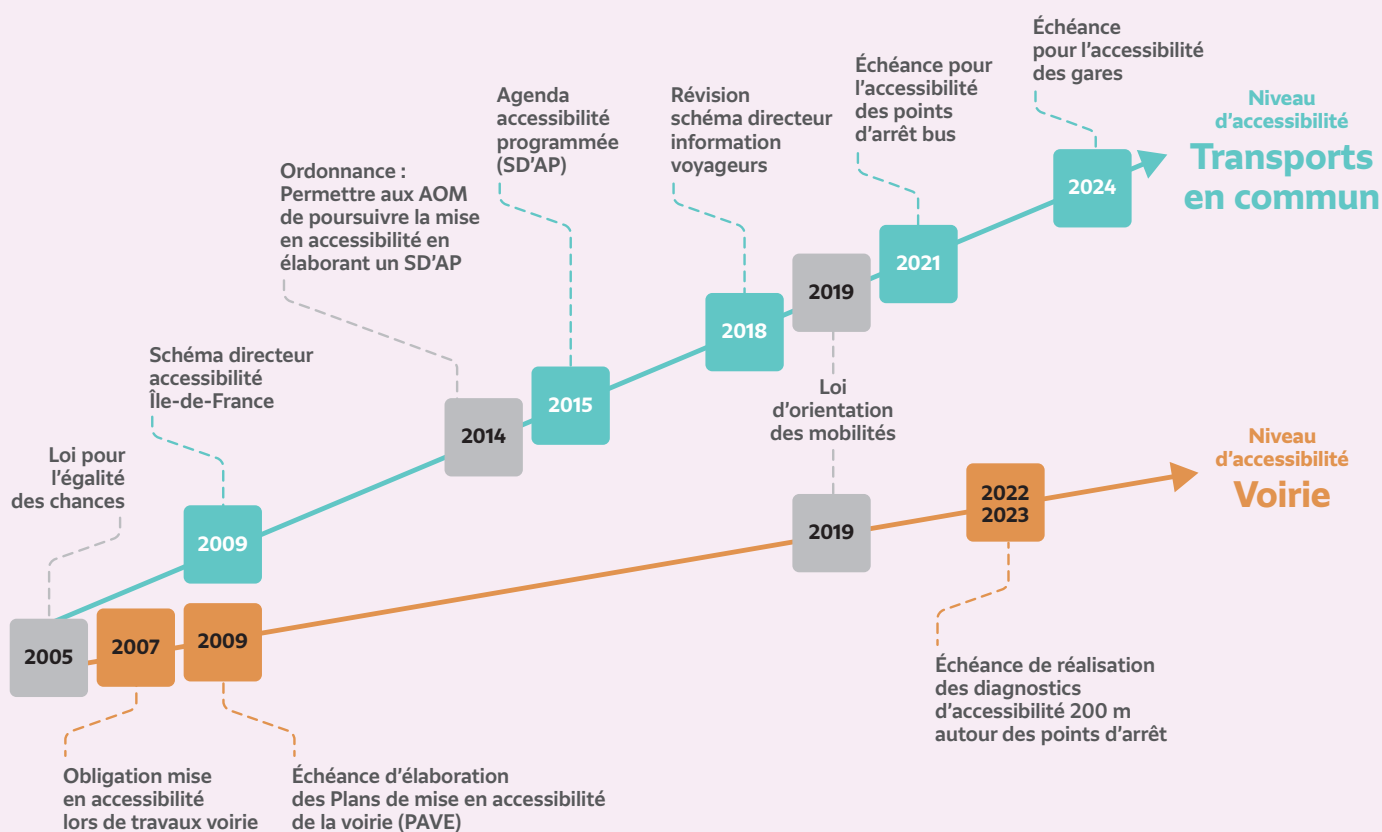 Échéance
pour l'accessibilité
des gares
Échéance pour
l'accessibilité
des points
d'arrêt bus
Niveau
d'accessibilité
Transports
en commun
Agenda
accessibilité
programmée
(SD'AP)
Révision
schéma directeur
information
voyageurs
Ordonnance :
Permettre aux AOM
de poursuivre la mise
en accessibilité en
élaborant un SD'AP
2024
2021
2019
2018
Schéma directeur
accessibilité
Île-de-France
2015
2014
Loi
d'orientation
des mobilités
Loi pour
l'égalité
des chances
Niveau
d'accessibilité
Voirie
2009
2019
2022
2023
2005
2007
2009
Échéance de réalisation
des diagnostics
d'accessibilité 200 m
autour des points d'arrêt
Obligation mise
en accessibilité
lors de travaux voirie
Échéance d'élaboration
des Plans de mise en accessibilité
de la voirie (PAVE)